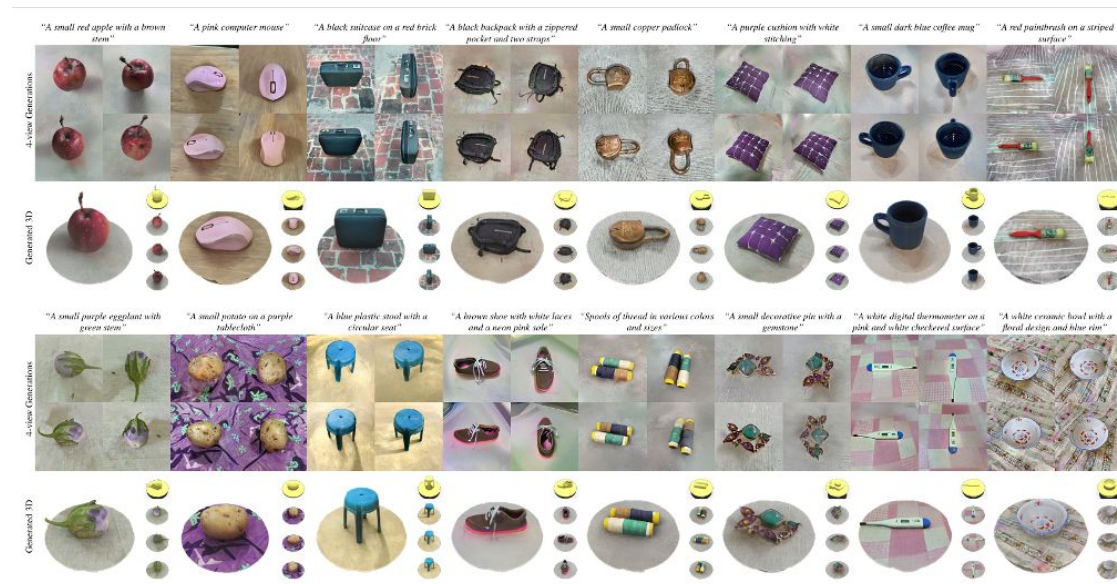 “A small red apple with a brown
stem”
“A pink computer mouse”
“A black suitcase on a red brick
floor”
“A black backpack with a zippered
pocket and two straps”
“A small copper padlock”
“A purple cushion with white
stitching”
“A small dark blue coffee mug”
“A red paintbrush on a striped
surface”
4-view Generations
Generated 3D
“A small purple eggplant with
green stem”
“A small potato on a purple
tablecloth”
“A blue plastic stool with a
circular seat”
“A brown shoe with white laces
and a neon pink sole”
“Spools of thread in various colors
and sizes”
“A small decorative pin with a
gemstone”
“A white digital thermometer on a
pink and white checkered surface”
“A white ceramic bowl with a
floral design and blue rim”
4-view Generations
Generated 3D